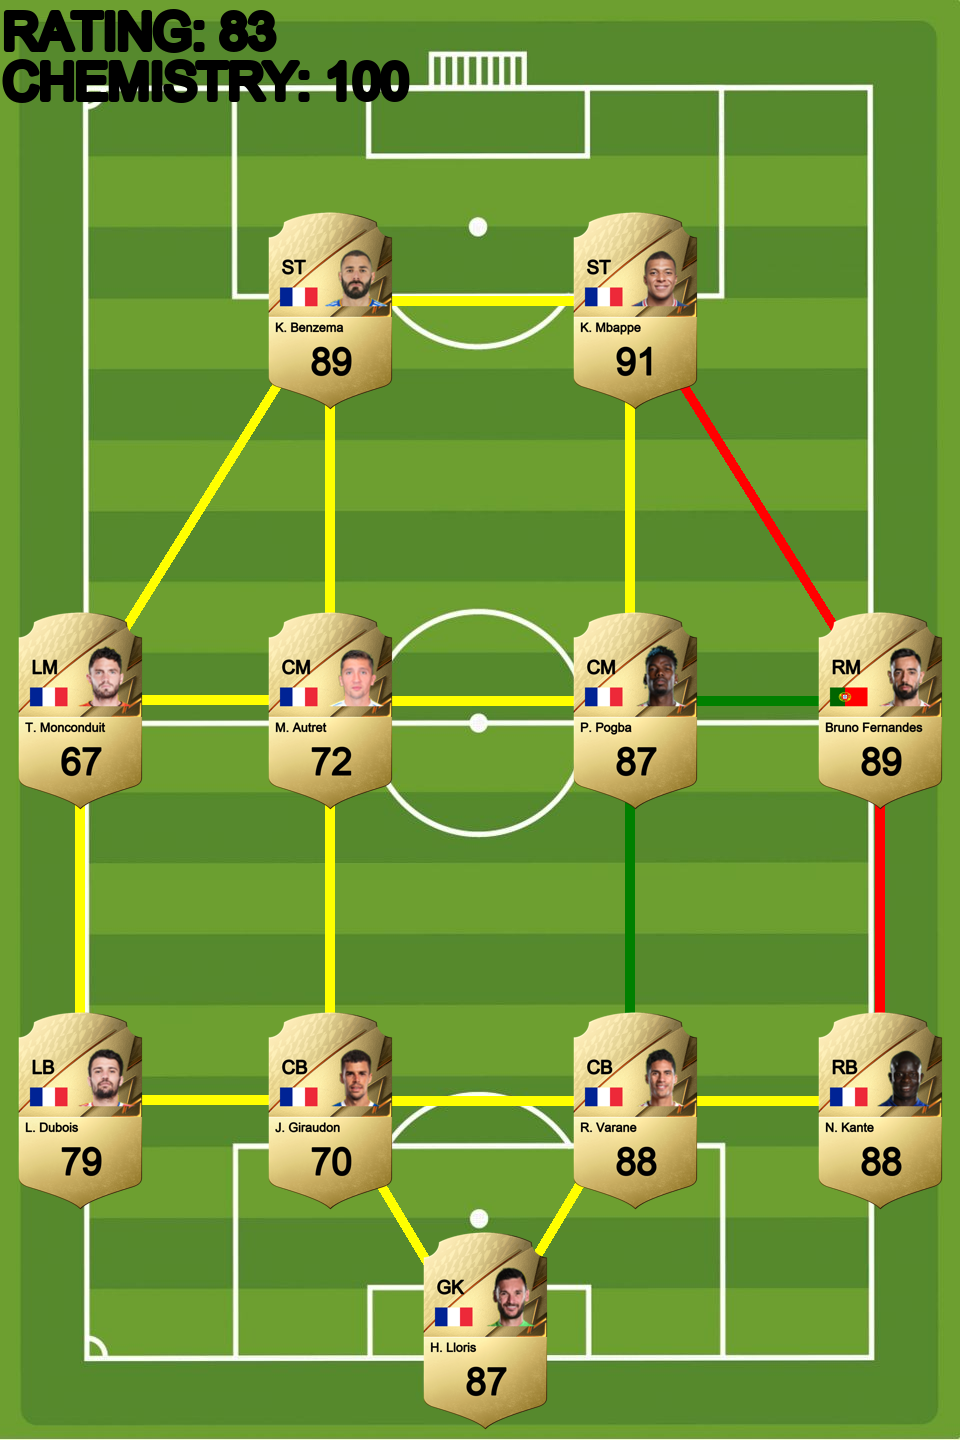 RATING: 83
CHEMISTRY: 100
ST
K. Benzema
89
ST
K. Mbappe
91
LM
T. Monconduit
67
CM
M. Autret
72
CM
P. Pogba
87
RM
Bruno Fernandes
89
LB
L. Dubois
79
CB
J. Giraudon
70
CB
R. Varane
88
RB
N. Kante
88
GK
H. Lloris
87